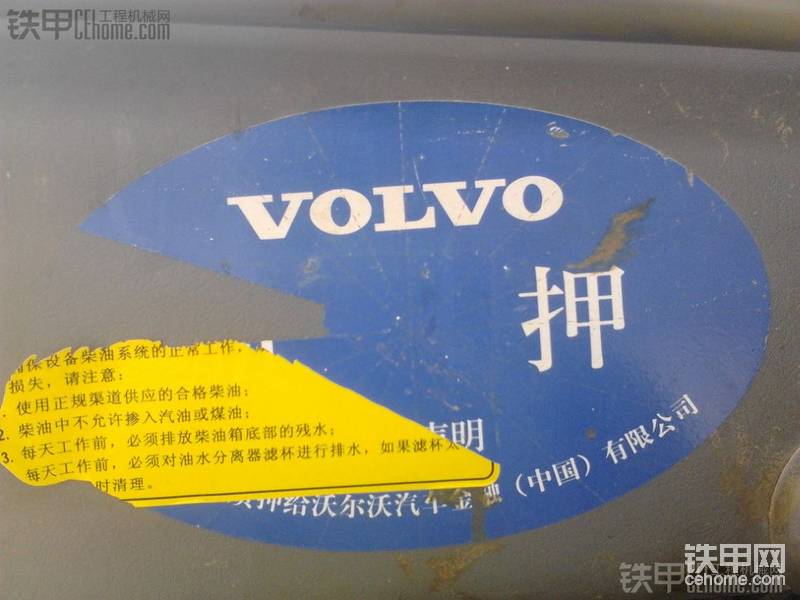 铁甲 CEhome.com 工程机械网
VOLVO
押
保设备柴油系统的正常工作，
损失，请注意：
使用正规渠道供应的合格柴油；
2. 柴油中不允许掺入汽油或煤油；
3. 每天工作前，必须排放柴油箱底部的残水；
每天工作前，必须对油水分离器滤杯进行排水，如果滤杯太
时清理。
明
押给沃尔沃汽车金融（中国）有限公司
铁甲网
cehome.com
铁甲